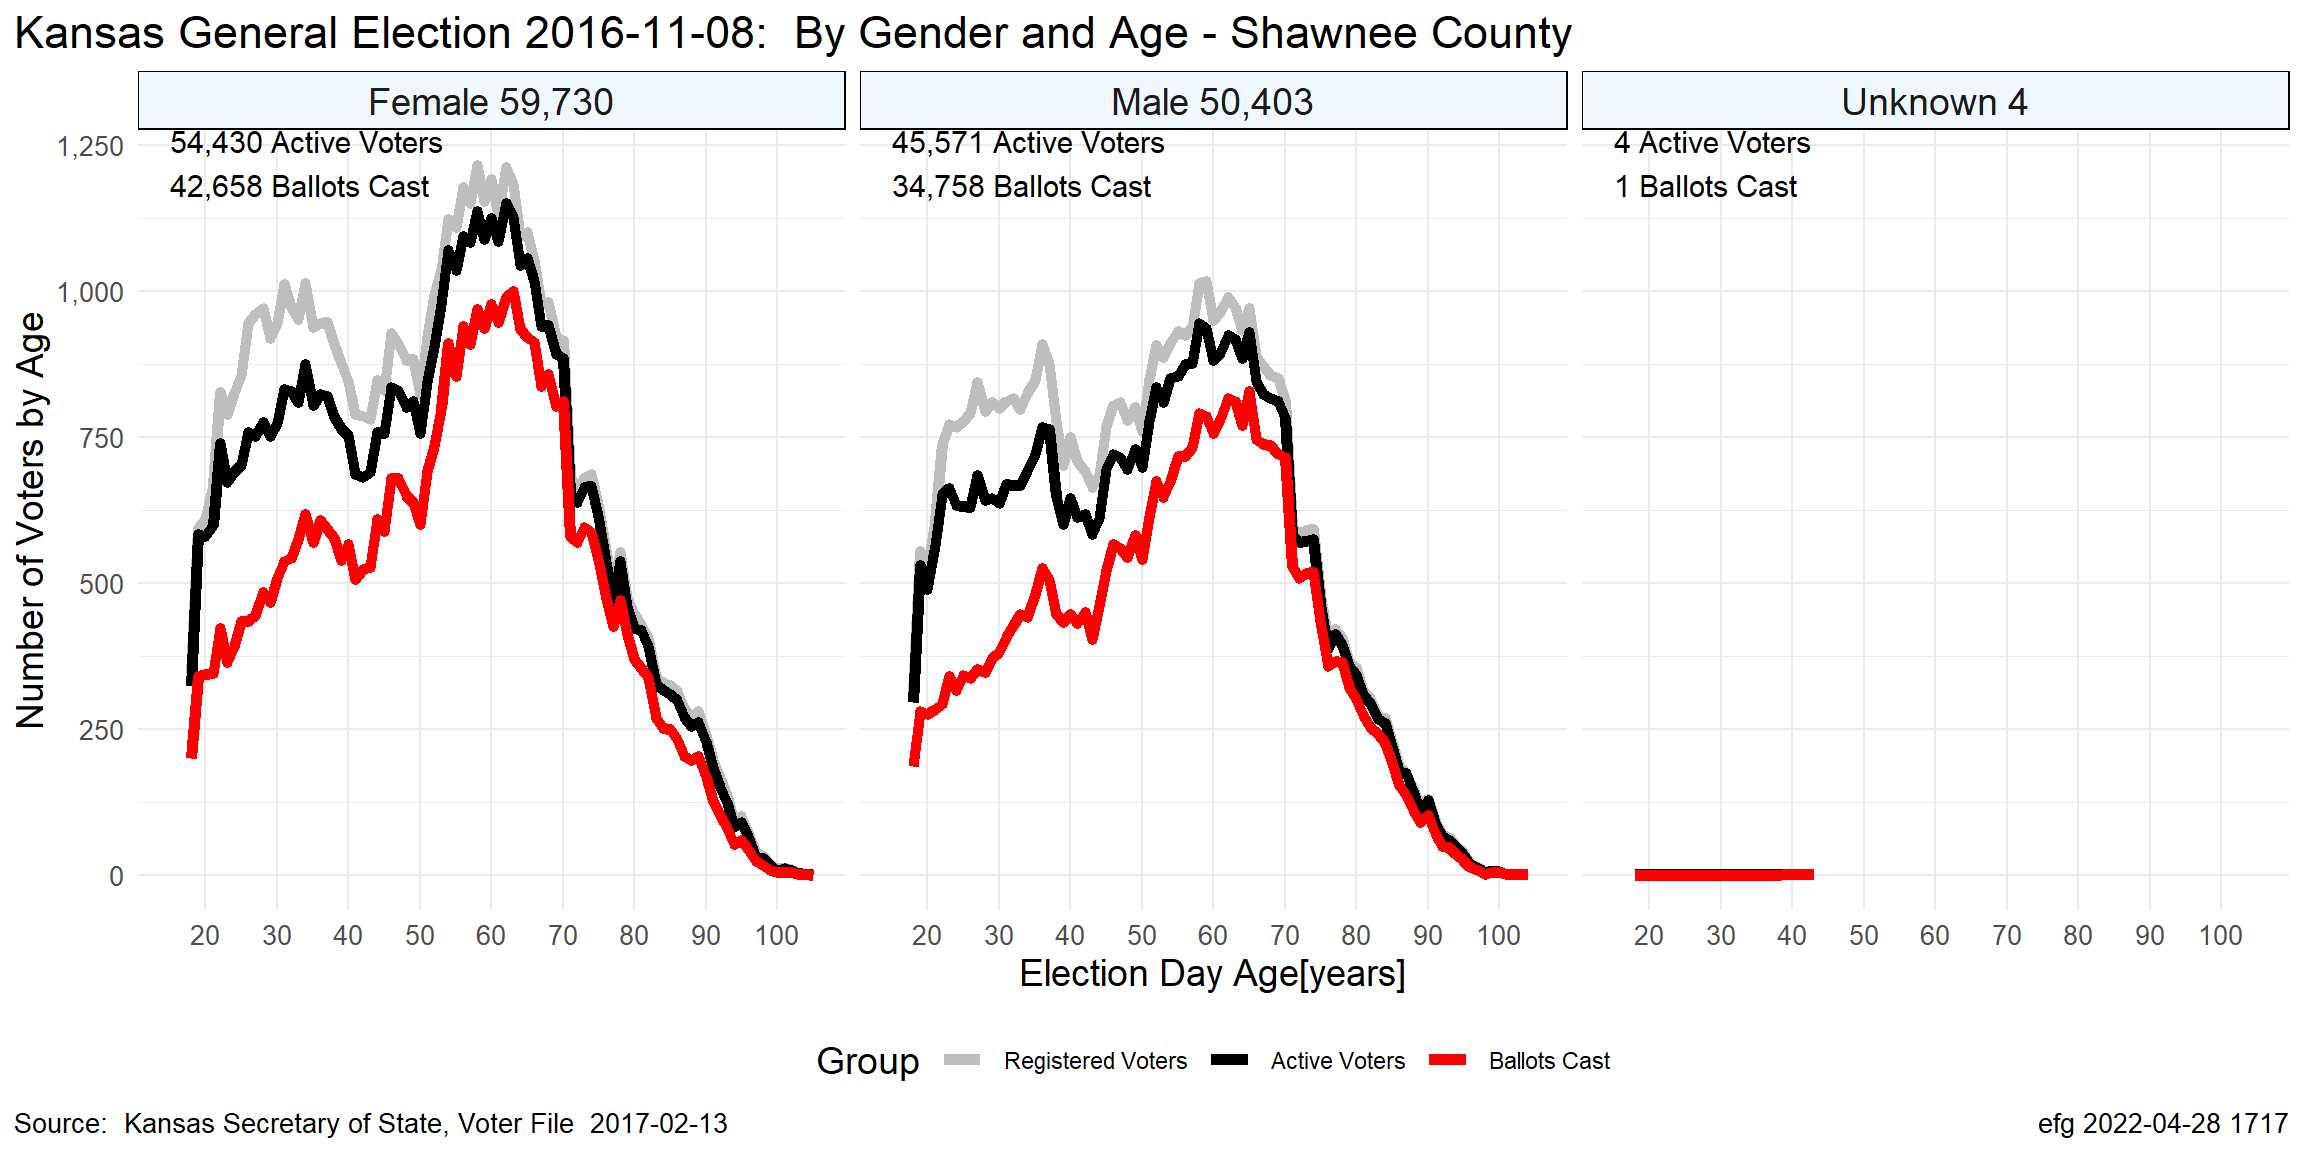 Kansas General Election 2016-11-08:  By Gender and Age - Shawnee County
Female 59,730
Male 50,403
Unknown 4
54,430 Active Voters
42,658 Ballots Cast
45,571 Active Voters
34,758 Ballots Cast
4 Active Voters
1 Ballots Cast
Number of Voters by Age
1,250
1,000
750
500
250
0
20 30 40 50 60 70 80 90 100
20 30 40 50 60 70 80 90 100
20 30 40 50 60 70 80 90 100
Election Day Age[years]
Group Registered Voters Active Voters Ballots Cast
Source:  Kansas Secretary of State, Voter File  2017-02-13
efg 2022-04-28 1717